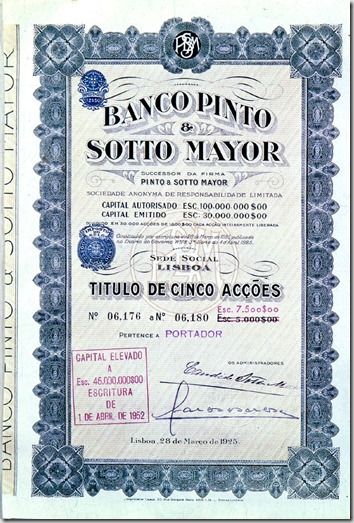 BANCO PINTO
&
SOTTO MAYOR
SUCCESSOR DA FIRMA
PINTO & SOTTO MAYOR
SOCIEDADE ANONYMA DE RESPONSABILIDADE LIMITADA
CAPITAL AUTORISADO ESC. 100.000.000$00
CAPITAL EMITIDO ESC. 30.000.000$00
SEDE SOCIAL
LISBOA
TITULO DE CINCO ACÇÕES
Esc. 7.500$00
Nº 06,176 a Nº 06,180 Esc 5.000$00
PERTENCE A PORTADOR
OS ADMINISTRADORES
CAPITAL ELEVADO
A
Esc. 45.000.000$00
ESCRITURA
DE
1 DE ABRIL DE 1952
Lisboa, 28 de Março de 1925.
BANCO PINTO & SOTTO MAYOR